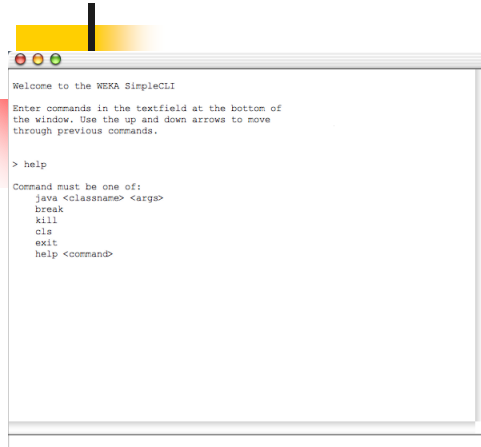 Welcome to the WEKA SimpleCLI
Enter commands in the textfield at the bottom of
the window. Use the up and down arrows to move
through previous commands.
> help
Command must be one of:
java <classname> <args>
break
kill
cls
exit
help <command>